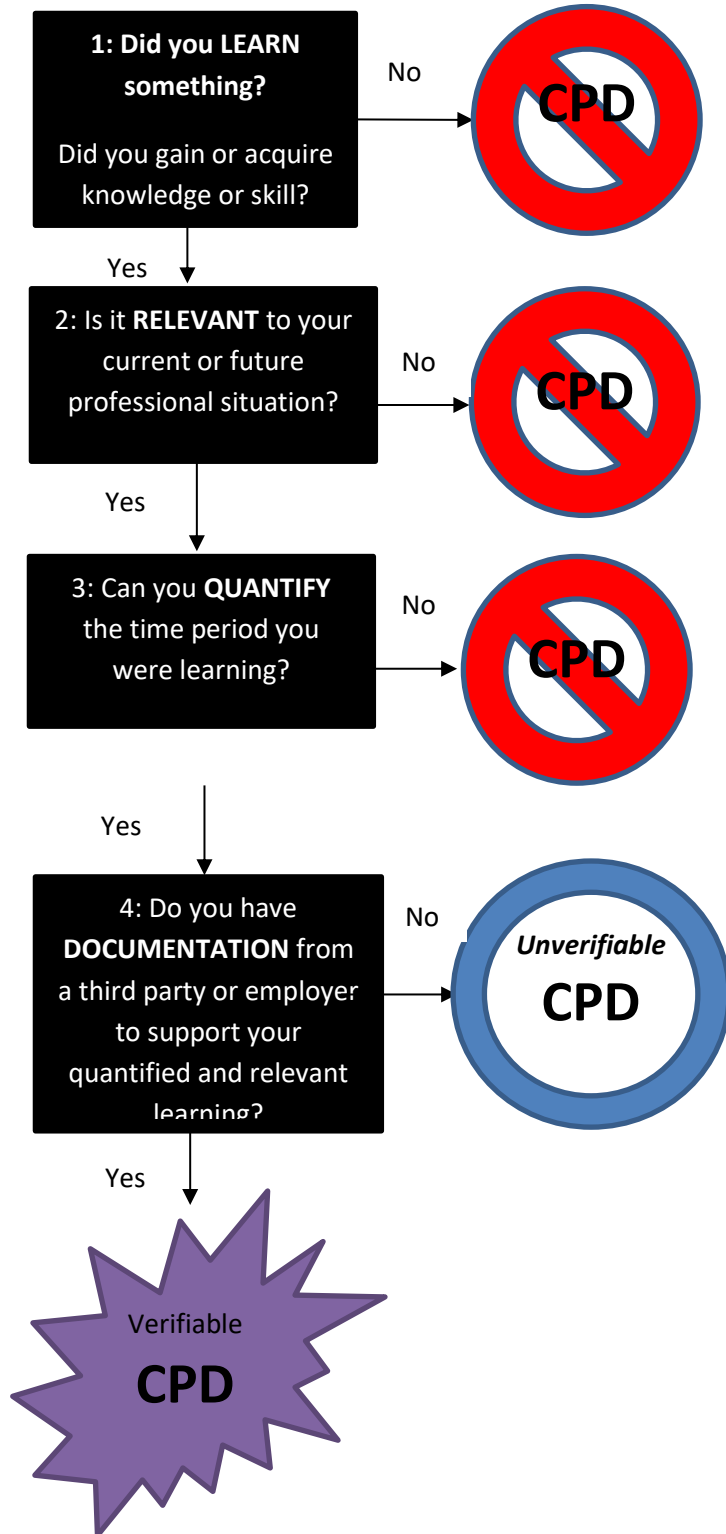 1: Did you LEARN
something?
Did you gain or acquire
knowledge or skill?
No
CPD
Yes
2: Is it RELEVANT to your
current or future
professional situation?
No
CPD
Yes
3: Can you QUANTIFY
the time period you
were learning?
No
CPD
Yes
4: Do you have
DOCUMENTATION from
a third party or employer
to support your
quantified and relevant
learning?
No
Unverifiable
CPD
Yes
Verifiable
CPD